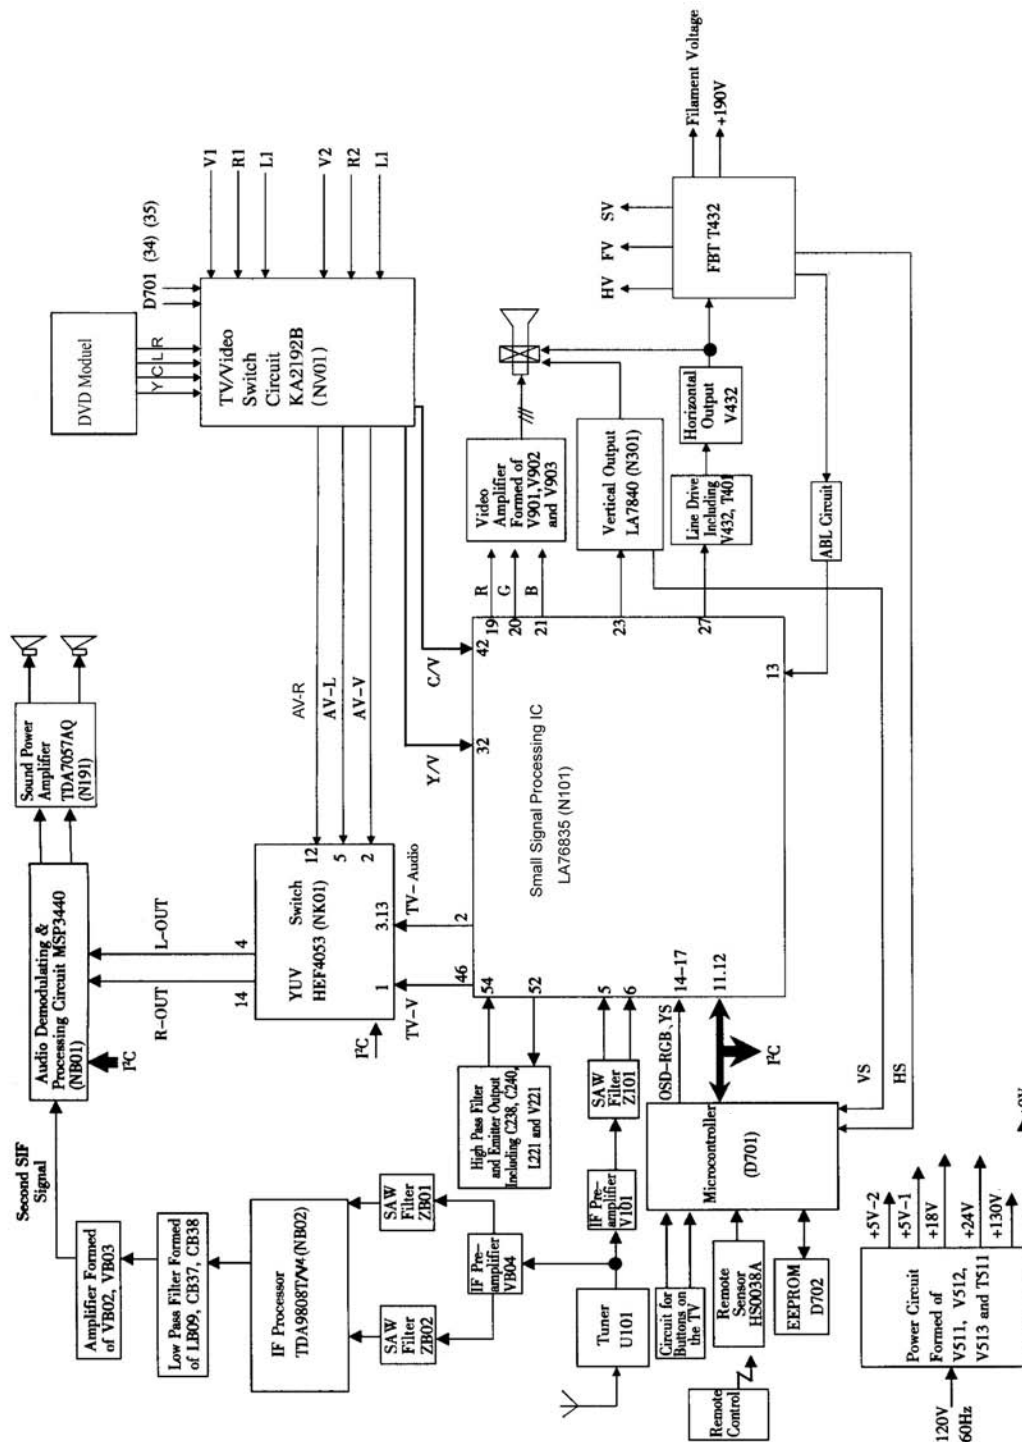 DVD Moduel
Y C L R
D701 (34) (35)
TV/Video
Switch
Circuit
KA2192B
(NV01)
V1
R1
L1
V2
R2
L1
Filament Voltage
+190V
HV FV SV
FBT T432
Horizontal
Output
V432
Line Drive
Including
V432, T401
ABL Circuit
Vertical Output
LA7840 (N301)
Video
Amplifier
Formed of
V901,V902
and V903
R
G
B
19
20
21
23
27
13
42
32
C/V
Y/V
AV-R
AV-L
AV-V
Sound Power
Amplifier
TDA7057AQ
(N191)
Audio Demodulating &
Processing Circuit MSP3440
(NB01)
I²C
R-OUT
L-OUT
14
4
YUV Switch
HEF4053 (NK01)
12
5
2
1
3.13
I²C
TV-V
TV-Audio
46
2
Small Signal Processing IC
LA76835 (N101)
54
52
5
6
14-17
11.12
High Pass Filter
and Emitter Output
Including C238, C240,
L221 and V221
SAW
Filter
Z101
IF Pre-
amplifier
V101
OSD-RGB、YS
I²C
VS
HS
Microcontroller
(D701)
Second SIF
Signal
Amplifier Formed
of VB02, VB03
Low Pass Filter Formed
of LB09, CB37, CB38
IF Processor
TDA9808T/V4 (NB02)
SAW
Filter
ZB01
SAW
Filter
ZB02
IF Pre-
amplifier
VB04
Tuner
U101
Circuit for
Buttons on
the TV
Remote
Sensor
HS0038A
EEPROM
D702
Remote
Control
Power Circuit
Formed of
V511, V512,
V513 and T511
120V
60Hz
+5V-2
+5V-1
+18V
+24V
+130V